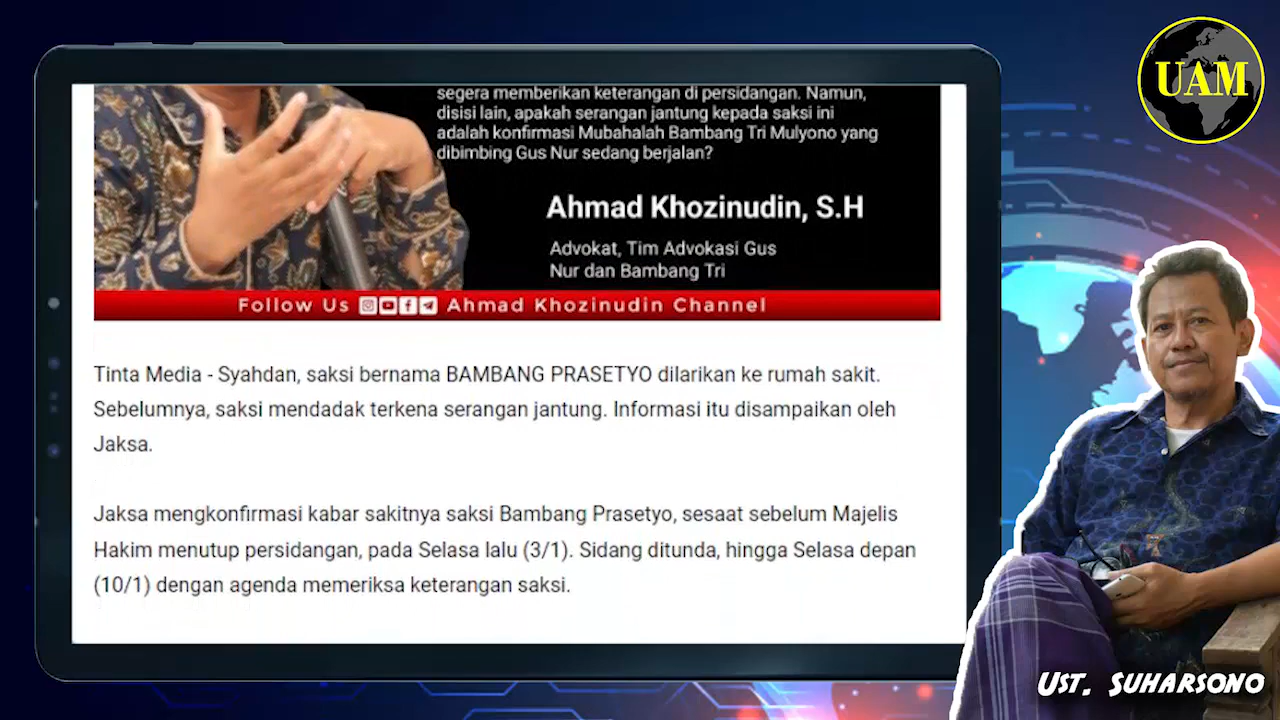 UAM
segera memberikan keterangan di persidangan. Namun,
disisi lain, apakah serangan jantung kepada saksi ini
adalah konfirmasi Mubahalah Bambang Tri Mulyono yang
dibimbing Gus Nur sedang berjalan?
Ahmad Khozinudin, S.H
Advokat, Tim Advokasi Gus
Nur dan Bambang Tri
Follow Us Ahmad Khozinudin Channel
Tinta Media - Syahdan, saksi bernama BAMBANG PRASETYO dilarikan ke rumah sakit.
Sebelumnya, saksi mendadak terkena serangan jantung. Informasi itu disampaikan oleh
Jaksa.
Jaksa mengkonfirmasi kabar sakitnya saksi Bambang Prasetyo, sesaat sebelum Majelis
Hakim menutup persidangan, pada Selasa lalu (3/1). Sidang ditunda, hingga Selasa depan
(10/1) dengan agenda memeriksa keterangan saksi.
Ust. Suharsono